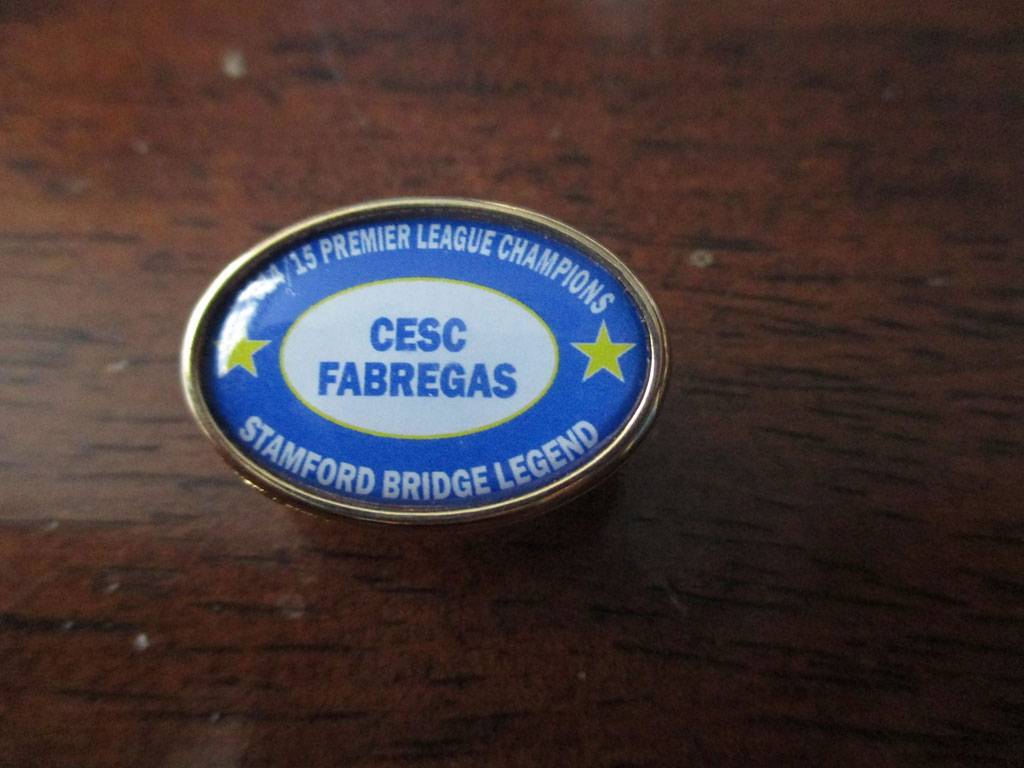 /15 PREMIER LEAGUE CHAMPIONS
CESC
FABREGAS
STAMFORD BRIDGE LEGEND